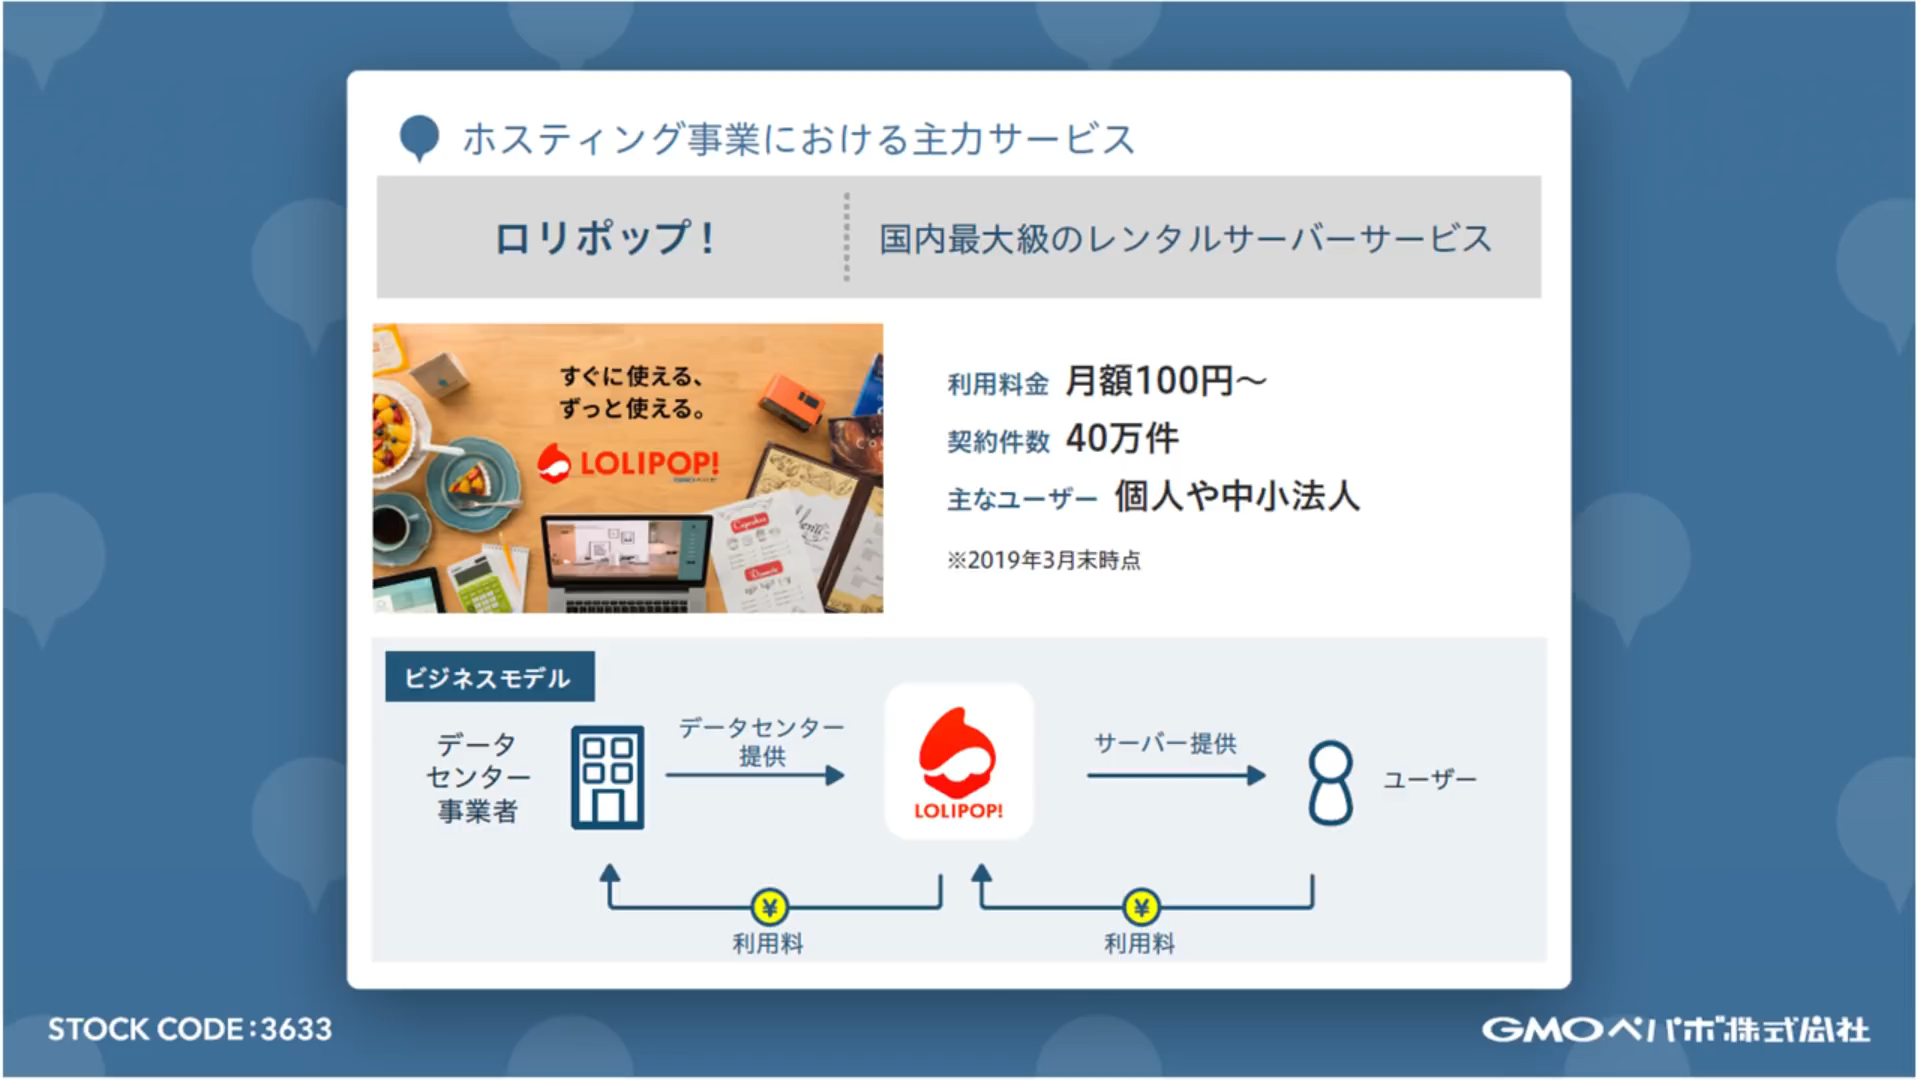 ホスティング事業における主力サービス
ロリポップ！
国内最大級のレンタルサーバーサービス
すぐに使える、
ずっと使える。
LOLIPOP!
利用料金 月額100円〜
契約件数 40万件
主なユーザー 個人や中小法人
※2019年3月末時点
Cupcakes
Menu
Donuts
ビジネスモデル
データ
センター
事業者
データセンター
提供
LOLIPOP!
サーバー提供
ユーザー
¥
利用料
¥
利用料
STOCK CODE:3633
GMOペパボ株式会社